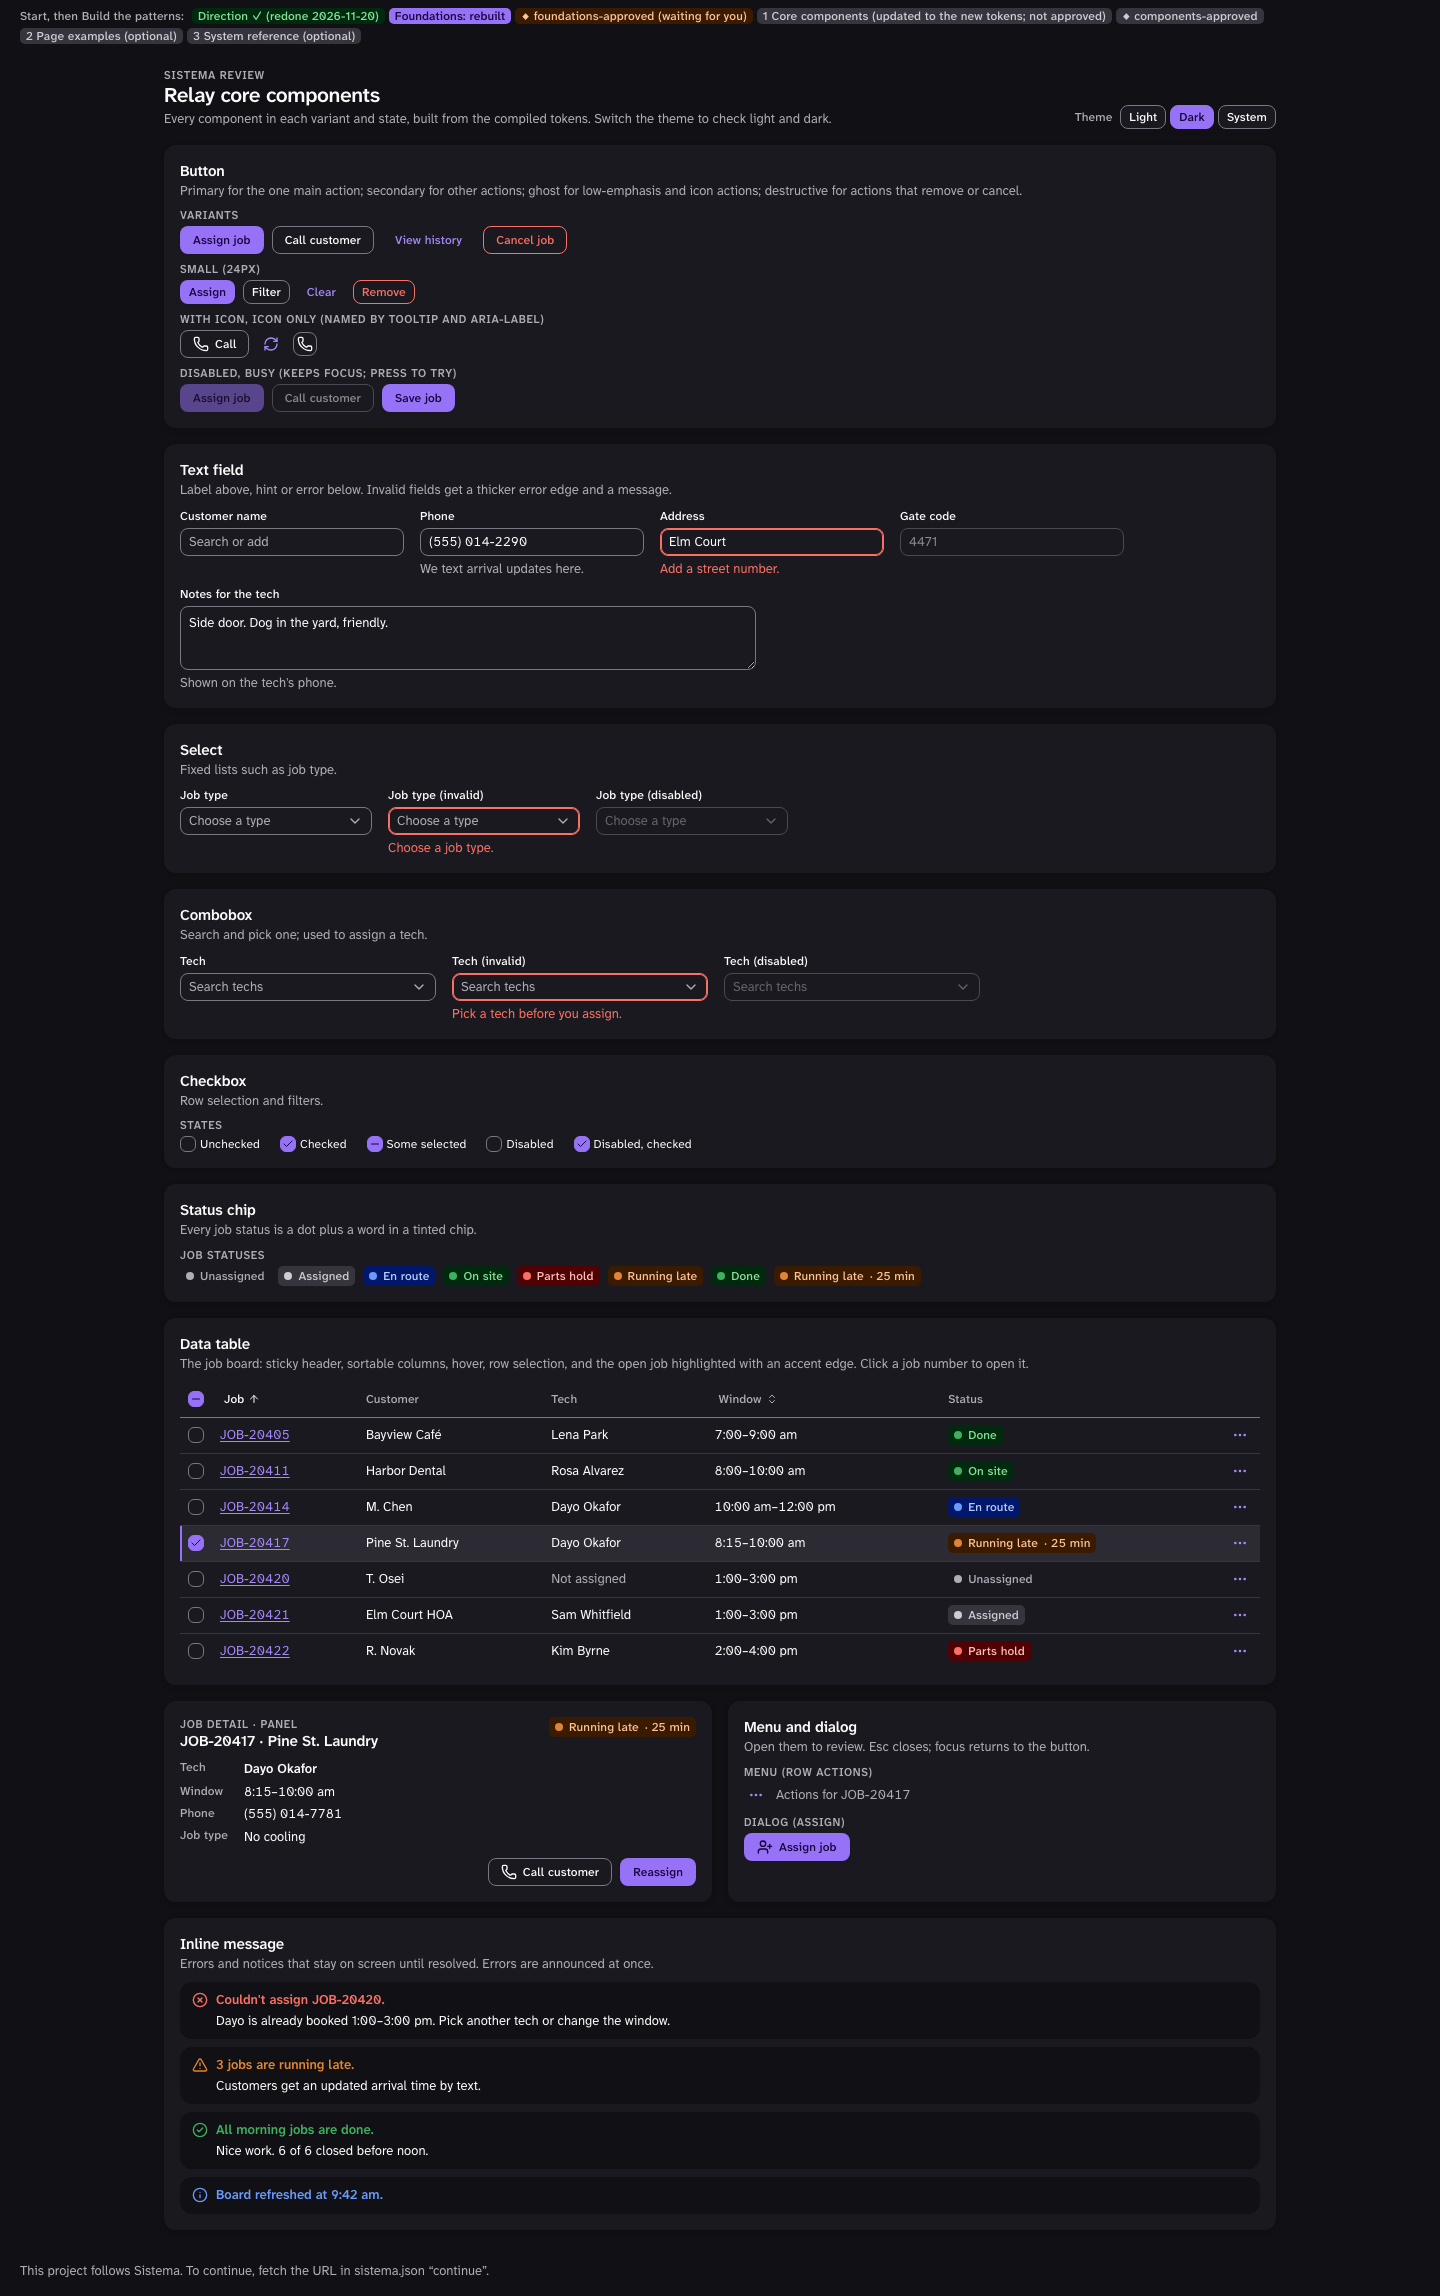 Start, then Build the patterns: Direction ✓ (redone 2026-11-20) Foundations: rebuilt ◆ foundations-approved (waiting for you) 1 Core components (updated to the new tokens; not approved) ◆ components-approved
2 Page examples (optional) 3 System reference (optional)
SISTEMA REVIEW
Relay core components
Every component in each variant and state, built from the compiled tokens. Switch the theme to check light and dark.
Theme Light Dark System
Button
Primary for the one main action; secondary for other actions; ghost for low-emphasis and icon actions; destructive for actions that remove or cancel.
VARIANTS
Assign job Call customer View history Cancel job
SMALL (24PX)
Assign Filter Clear Remove
WITH ICON, ICON ONLY (NAMED BY TOOLTIP AND ARIA-LABEL)
Call
DISABLED, BUSY (KEEPS FOCUS; PRESS TO TRY)
Assign job Call customer Save job
Text field
Label above, hint or error below. Invalid fields get a thicker error edge and a message.
Customer name Phone Address Gate code
Search or add (555) 014-2290 Elm Court 4471
We text arrival updates here. Add a street number.
Notes for the tech
Side door. Dog in the yard, friendly.
Shown on the tech's phone.
Select
Fixed lists such as job type.
Job type Job type (invalid) Job type (disabled)
Choose a type Choose a type Choose a type
Choose a job type.
Combobox
Search and pick one; used to assign a tech.
Tech Tech (invalid) Tech (disabled)
Search techs Search techs Search techs
Pick a tech before you assign.
Checkbox
Row selection and filters.
STATES
Unchecked Checked Some selected Disabled Disabled, checked
Status chip
Every job status is a dot plus a word in a tinted chip.
JOB STATUSES
Unassigned Assigned En route On site Parts hold Running late Done Running late · 25 min
Data table
The job board: sticky header, sortable columns, hover, row selection, and the open job highlighted with an accent edge. Click a job number to open it.
Job ↑ Customer Tech Window Status
JOB-20405 Bayview Café Lena Park 7:00–9:00 am Done
JOB-20411 Harbor Dental Rosa Alvarez 8:00–10:00 am On site
JOB-20414 M. Chen Dayo Okafor 10:00 am–12:00 pm En route
JOB-20417 Pine St. Laundry Dayo Okafor 8:15–10:00 am Running late · 25 min
JOB-20420 T. Osei Not assigned 1:00–3:00 pm Unassigned
JOB-20421 Elm Court HOA Sam Whitfield 1:00–3:00 pm Assigned
JOB-20422 R. Novak Kim Byrne 2:00–4:00 pm Parts hold
JOB DETAIL · PANEL
Running late · 25 min
JOB-20417 · Pine St. Laundry
Tech Dayo Okafor
Window 8:15–10:00 am
Phone (555) 014-7781
Job type No cooling
Call customer Reassign
Menu and dialog
Open them to review. Esc closes; focus returns to the button.
MENU (ROW ACTIONS)
Actions for JOB-20417
DIALOG (ASSIGN)
Assign job
Inline message
Errors and notices that stay on screen until resolved. Errors are announced at once.
Couldn't assign JOB-20420.
Dayo is already booked 1:00–3:00 pm. Pick another tech or change the window.
3 jobs are running late.
Customers get an updated arrival time by text.
All morning jobs are done.
Nice work. 6 of 6 closed before noon.
Board refreshed at 9:42 am.
This project follows Sistema. To continue, fetch the URL in sistema.json “continue”.